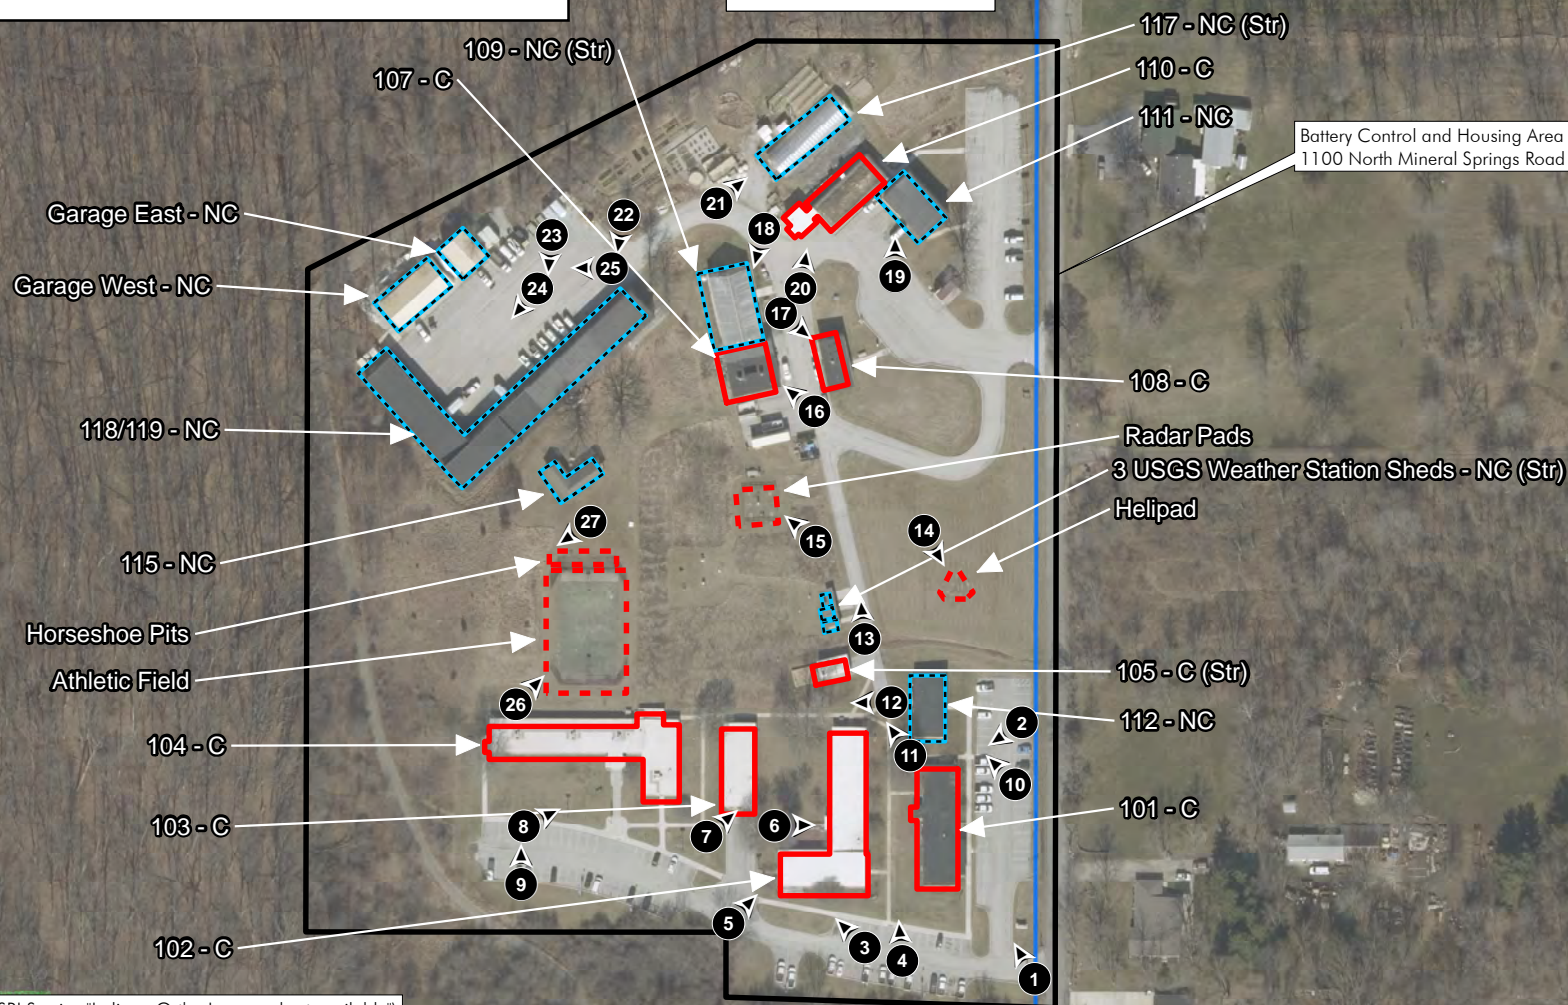 117 - NC (Str)
109 - NC (Str)
110 - C
107 - C
111 - NC
Battery Control and Housing Area
1100 North Mineral Springs Road
21
Garage East - NC
22
18
23
25
19
Garage West - NC
24
20
17
108 - C
16
118/119 - NC
Radar Pads
3 USGS Weather Station Sheds - NC (Str)
Helipad
27
14
15
115 - NC
Horseshoe Pits
13
105 - C (Str)
Athletic Field
26
12
112 - NC
2
104 - C
11
10
101 - C
103 - C
8
7
6
9
5
102 - C
3
4
1